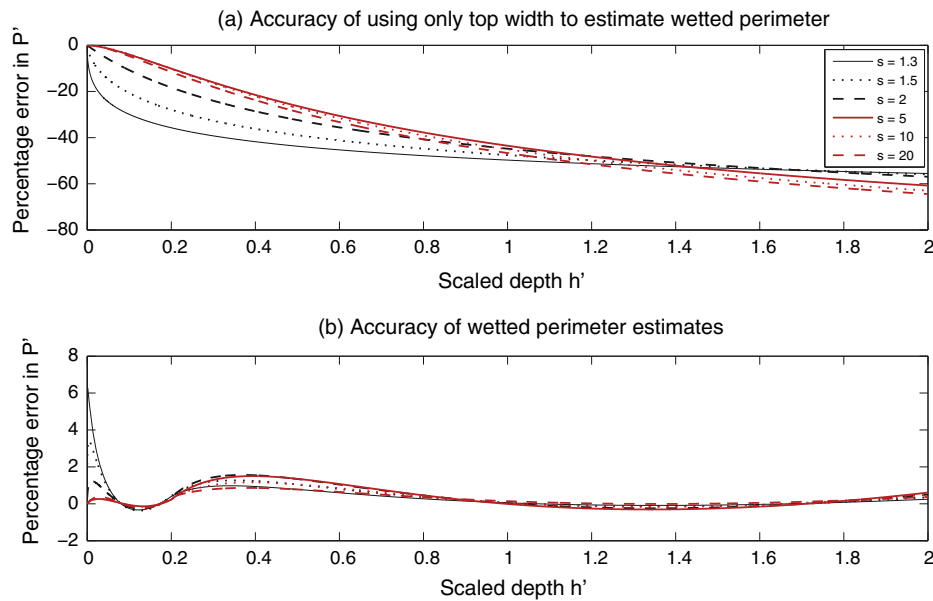 (a) Accuracy of using only top width to estimate wetted perimeter
Percentage error in P'
0
-20
-40
-60
-80
s = 1.3
s = 1.5
s = 2
s = 5
s = 10
s = 20
0 0.2 0.4 0.6 0.8 1 1.2 1.4 1.6 1.8 2
Scaled depth h'
(b) Accuracy of wetted perimeter estimates
Percentage error in P'
8
6
4
2
0
-2
0 0.2 0.4 0.6 0.8 1 1.2 1.4 1.6 1.8 2
Scaled depth h'